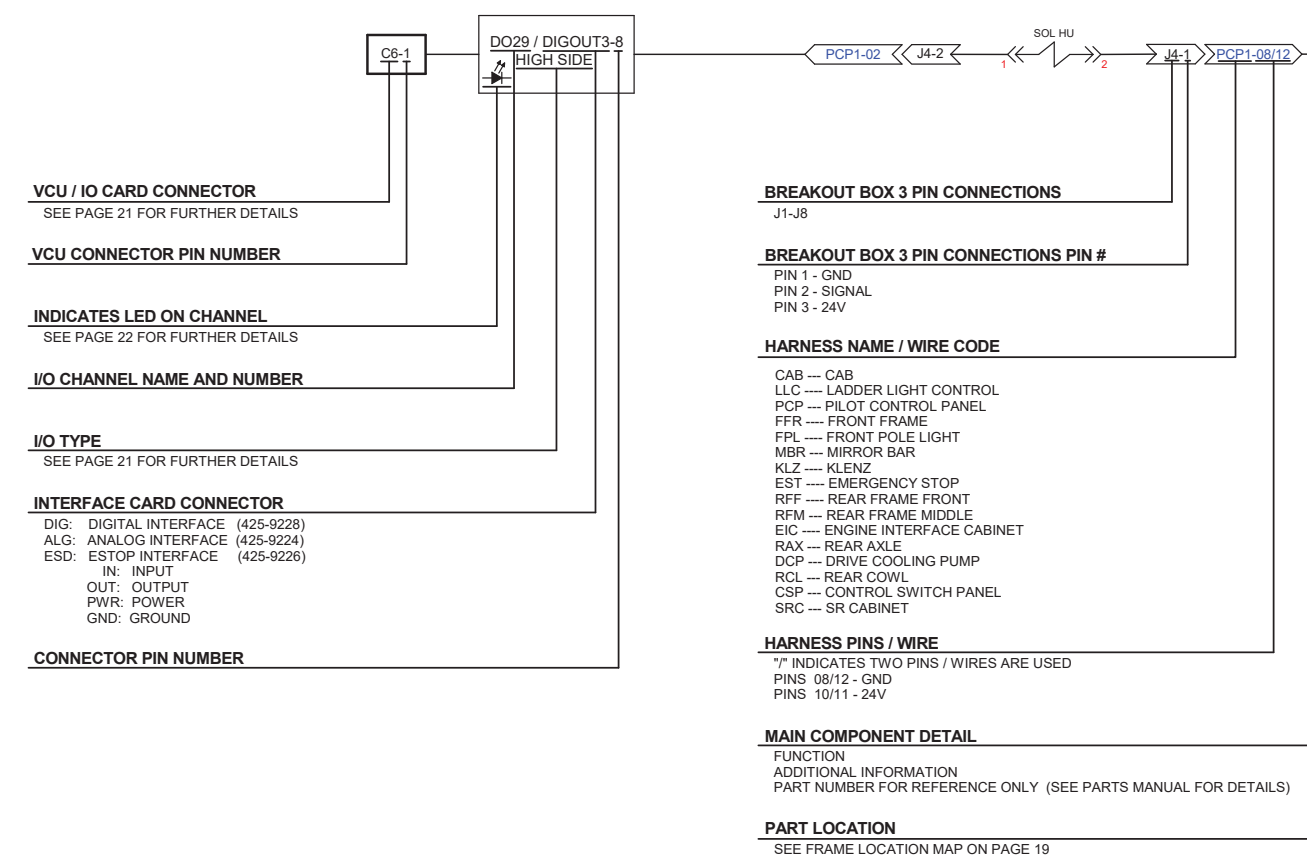 C6-1
DO29 / DIGOUT3-8
HIGH SIDE
PCP1-02
J4-2
SOL HU
1
2
J4-1
PCP1-08/12
VCU / IO CARD CONNECTOR
SEE PAGE 21 FOR FURTHER DETAILS
VCU CONNECTOR PIN NUMBER
INDICATES LED ON CHANNEL
SEE PAGE 22 FOR FURTHER DETAILS
I/O CHANNEL NAME AND NUMBER
I/O TYPE
SEE PAGE 21 FOR FURTHER DETAILS
INTERFACE CARD CONNECTOR
DIG: DIGITAL INTERFACE (425-9228)
ALG: ANALOG INTERFACE (425-9224)
ESD: ESTOP INTERFACE (425-9226)
IN: INPUT
OUT: OUTPUT
PWR: POWER
GND: GROUND
CONNECTOR PIN NUMBER
BREAKOUT BOX 3 PIN CONNECTIONS
J1-J8
BREAKOUT BOX 3 PIN CONNECTIONS PIN #
PIN 1 - GND
PIN 2 - SIGNAL
PIN 3 - 24V
HARNESS NAME / WIRE CODE
CAB --- CAB
LLC ---- LADDER LIGHT CONTROL
PCP --- PILOT CONTROL PANEL
FFR ---- FRONT FRAME
FPL ---- FRONT POLE LIGHT
MBR --- MIRROR BAR
KLZ ---- KLENZ
EST ---- EMERGENCY STOP
RFF ---- REAR FRAME FRONT
RFM --- REAR FRAME MIDDLE
EIC ---- ENGINE INTERFACE CABINET
RAX --- REAR AXLE
DCP --- DRIVE COOLING PUMP
RCL --- REAR COWL
CSP --- CONTROL SWITCH PANEL
SRC --- SR CABINET
HARNESS PINS / WIRE
"/" INDICATES TWO PINS / WIRES ARE USED
PINS 08/12 - GND
PINS 10/11 - 24V
MAIN COMPONENT DETAIL
FUNCTION
ADDITIONAL INFORMATION
PART NUMBER FOR REFERENCE ONLY (SEE PARTS MANUAL FOR DETAILS)
PART LOCATION
SEE FRAME LOCATION MAP ON PAGE 19